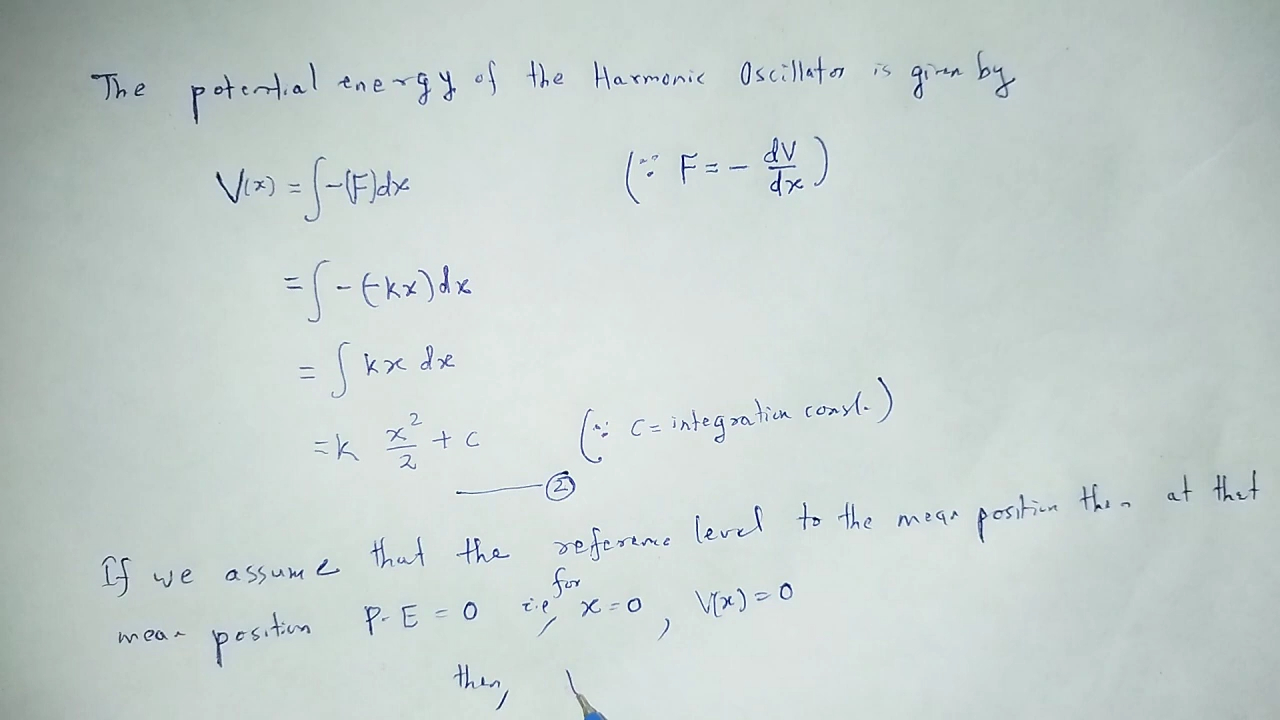 The potential energy of the Harmonic Oscillator is given by
V(x) = ∫-(F)dx (∵ F = - dV/dx)
= ∫ - (-kx) dx
= ∫ kx dx
= k x²/2 + c (∵ c = integration const.)
——— ②
If we assume that the reference level to the mean position then at that
mean position P.E = 0 i.e, for x = 0, V(x) = 0
then,